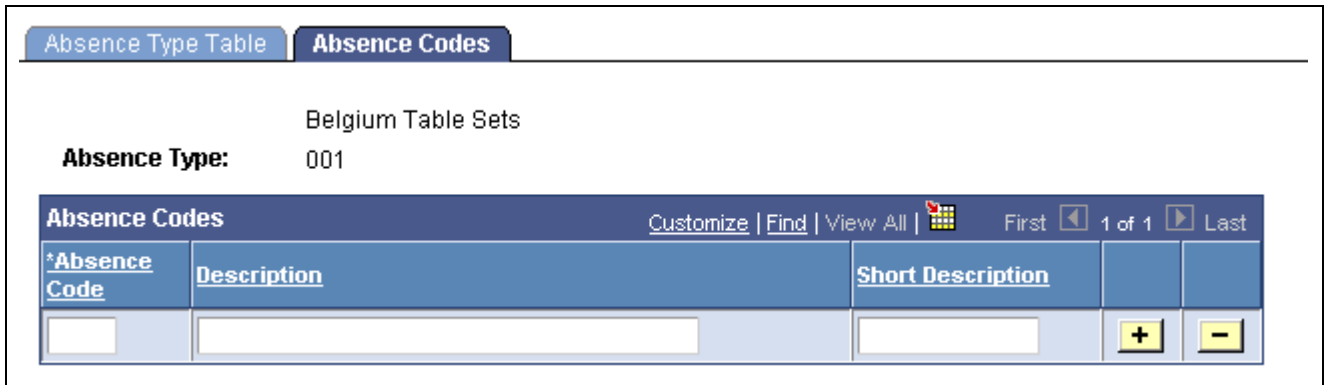 Absence Type Table Absence Codes
Belgium Table Sets
Absence Type: 001
Absence Codes Customize | Find | View All | First 1 of 1 Last
*Absence Code Description Short Description
+ -